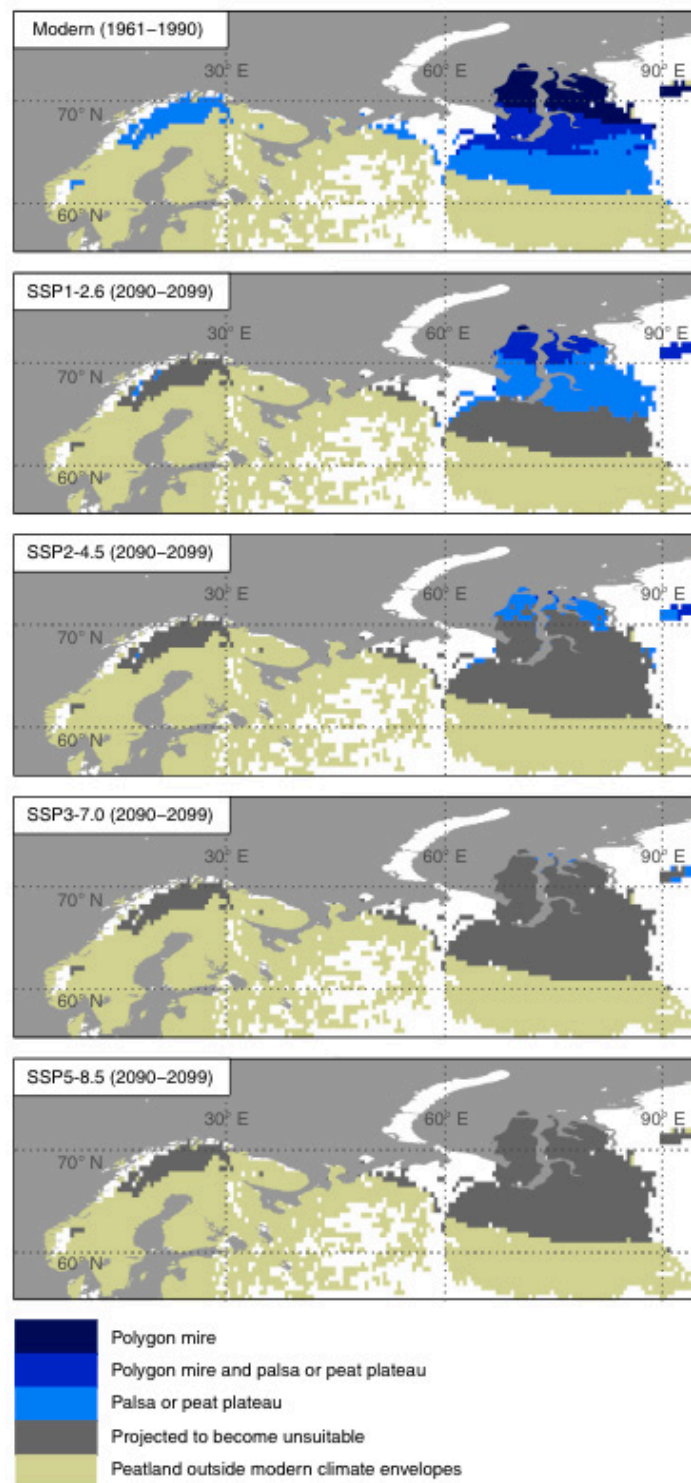 Modern (1961−1990)
30° E
60° E
90° E
70° N
60° N
SSP1-2.6 (2090−2099)
30° E
60° E
90° E
70° N
60° N
SSP2-4.5 (2090−2099)
30° E
60° E
90° E
70° N
60° N
SSP3-7.0 (2090−2099)
30° E
60° E
90° E
70° N
60° N
SSP5-8.5 (2090−2099)
30° E
60° E
90° E
70° N
60° N
Polygon mire
Polygon mire and palsa or peat plateau
Palsa or peat plateau
Projected to become unsuitable
Peatland outside modern climate envelopes